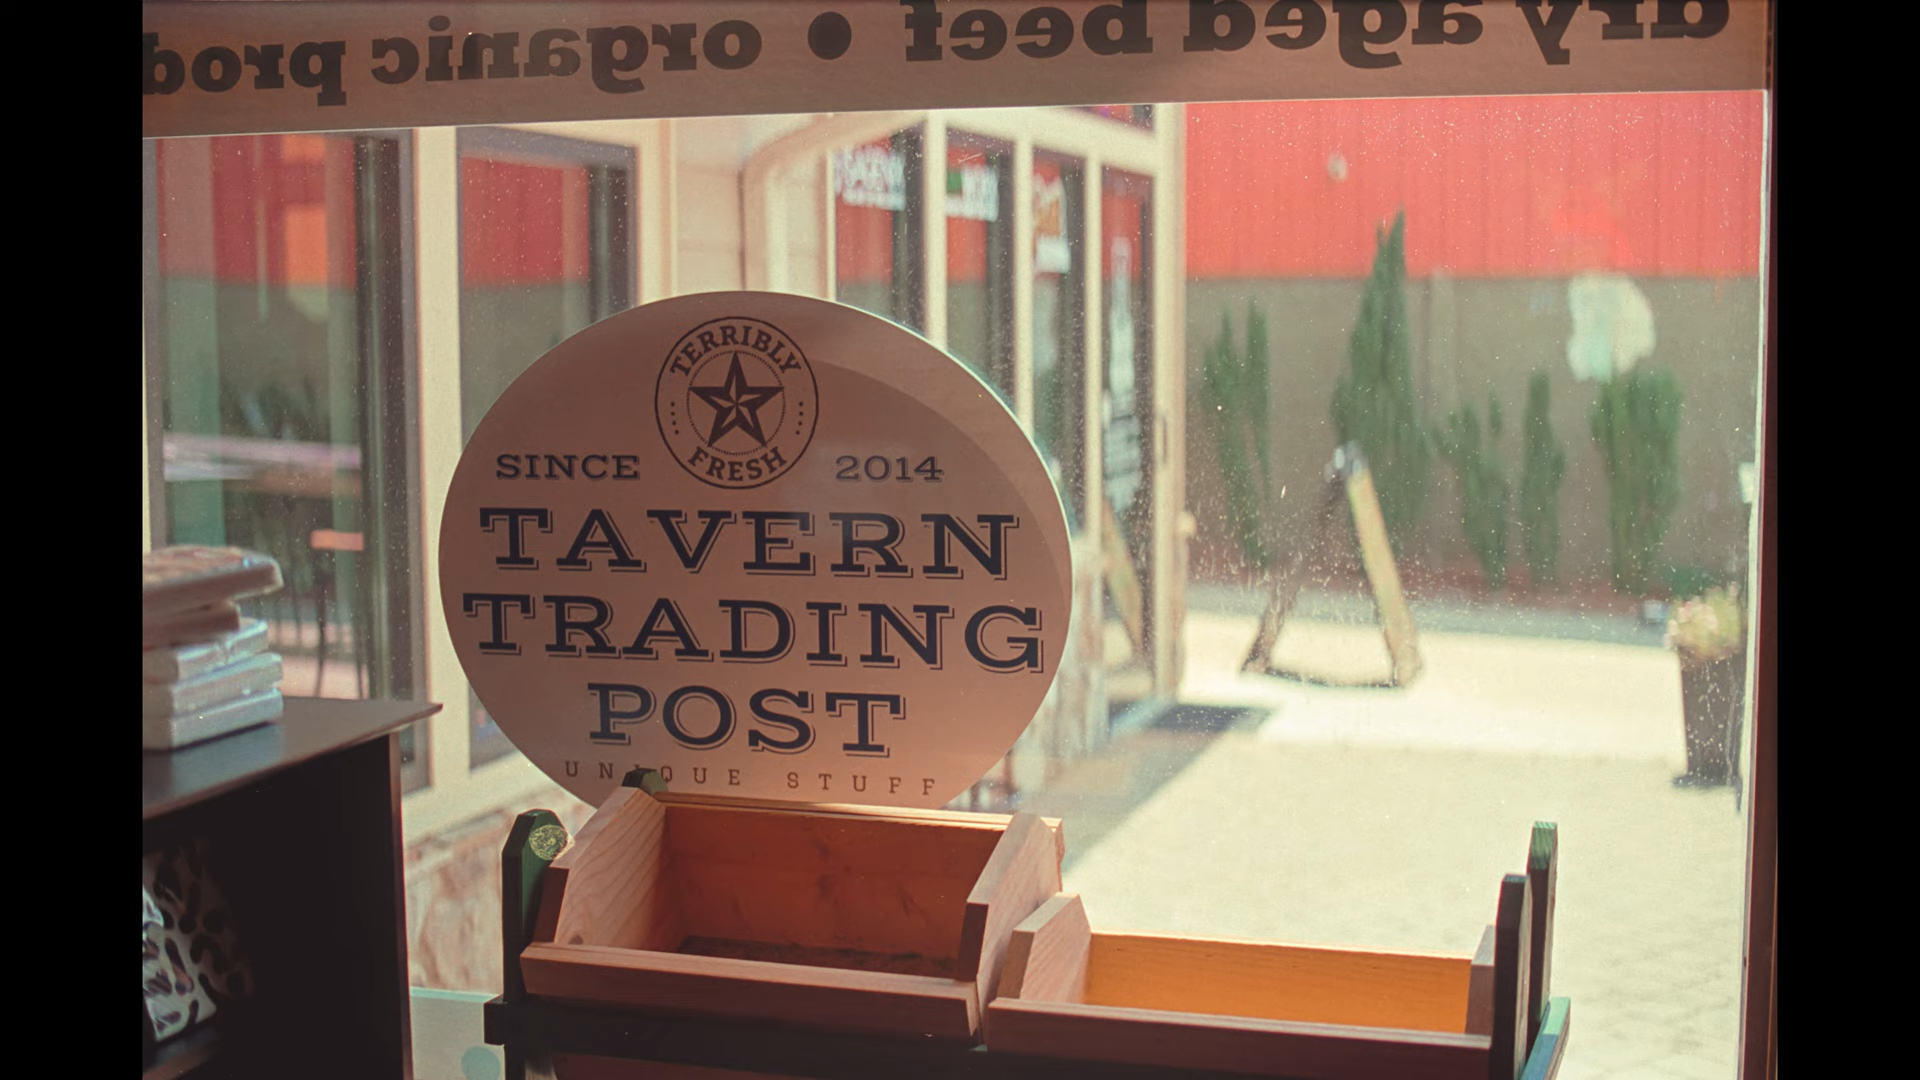 dry aged beef • organic prod
TERRIBLY
FRESH
SINCE 2014
TAVERN
TRADING
POST
UNIQUE STUFF